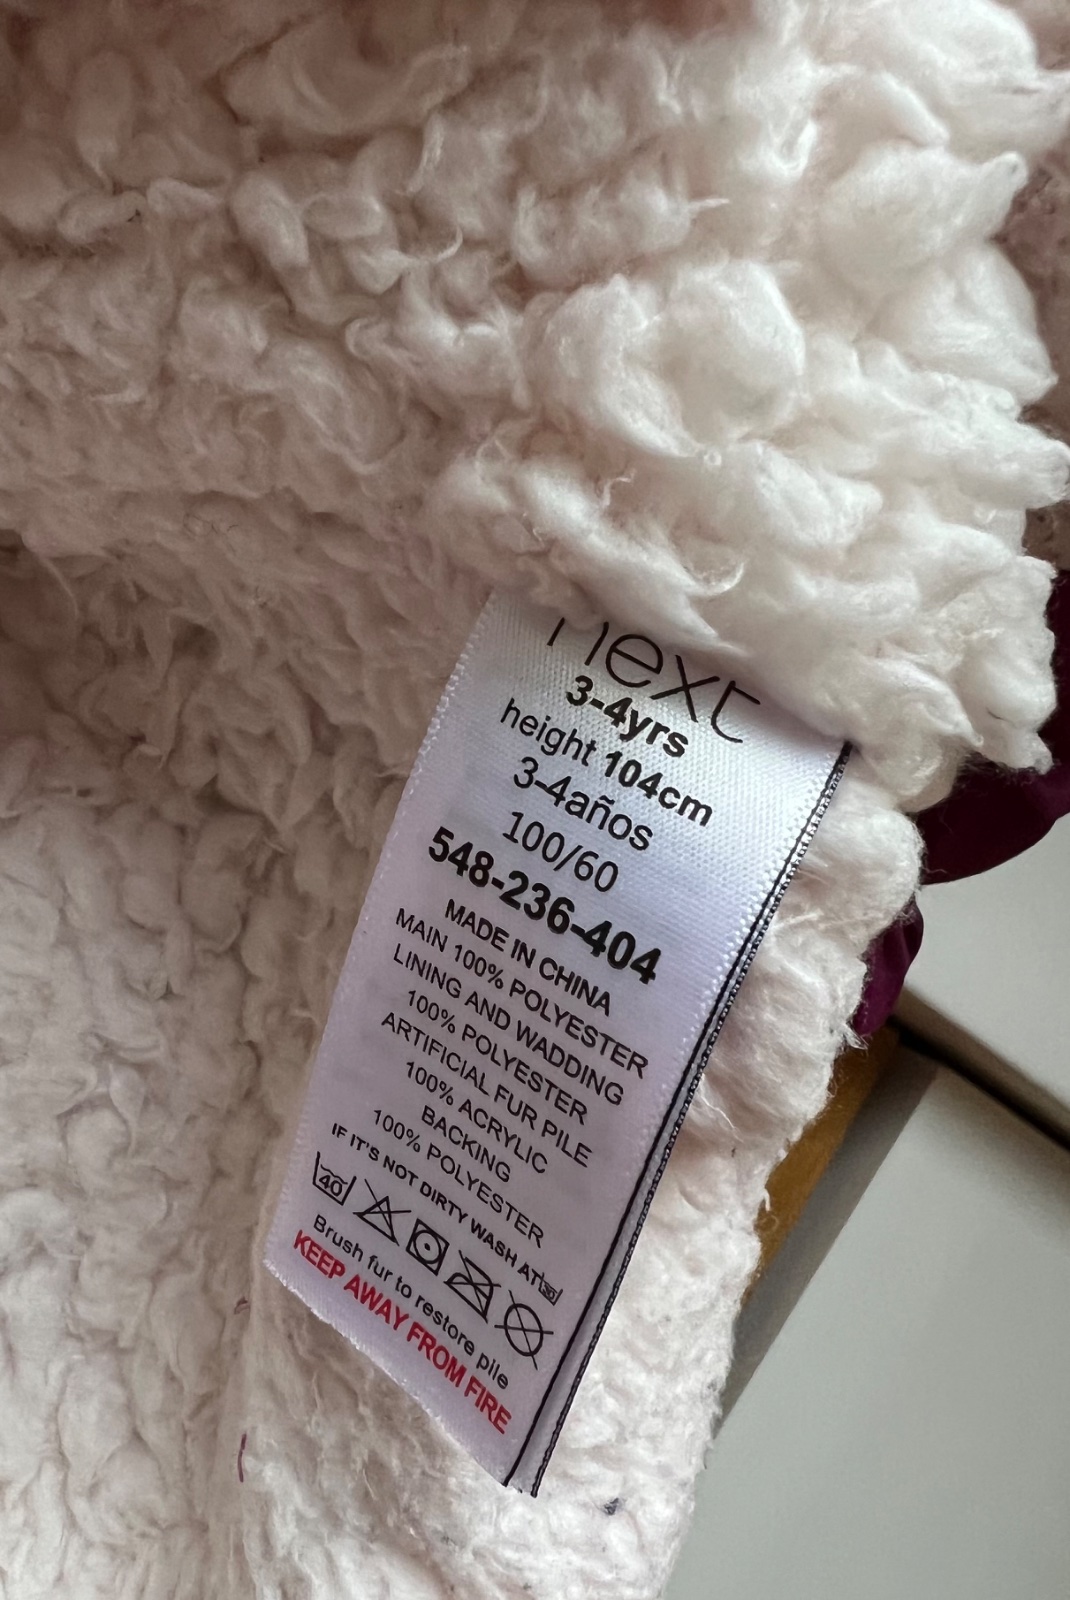 next
3-4yrs
height 104cm
3-4años
100/60
548-236-404
MADE IN CHINA
MAIN 100% POLYESTER
LINING AND WADDING
100% POLYESTER
ARTIFICIAL FUR PILE
100% ACRYLIC
BACKING
100% POLYESTER
IF IT'S NOT DIRTY WASH AT 30
40
Brush fur to restore pile
KEEP AWAY FROM FIRE